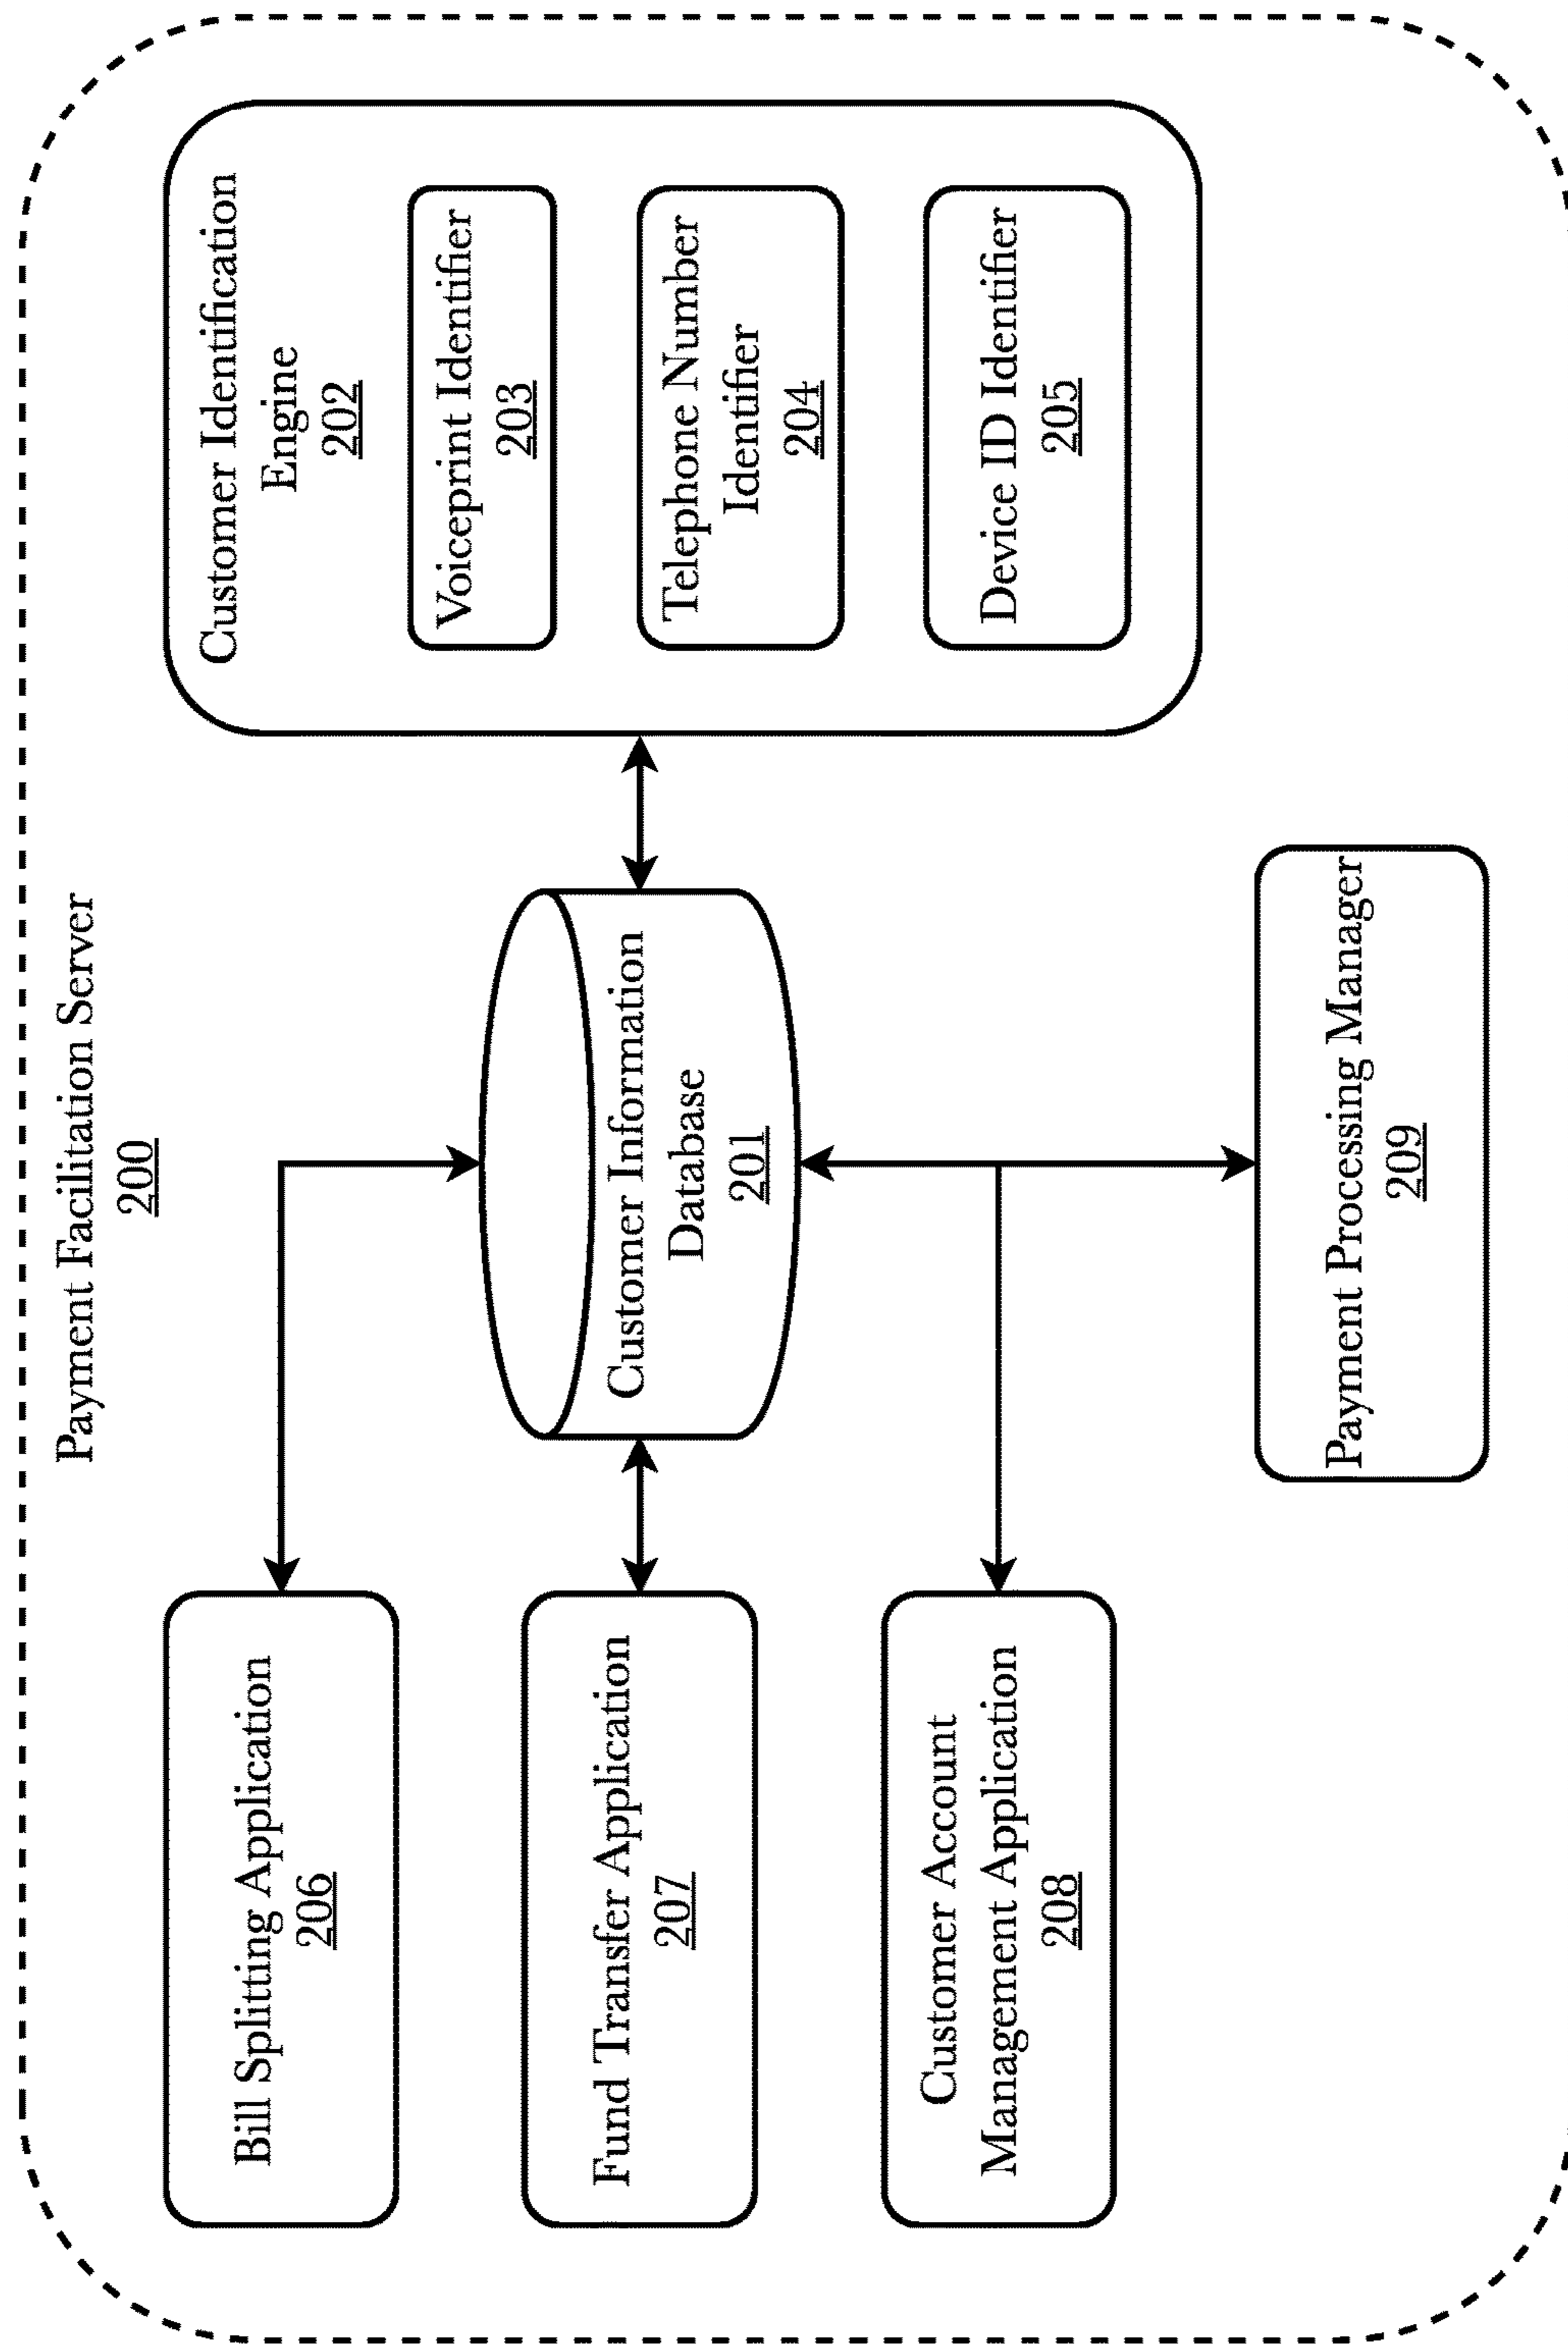 Payment Facilitation Server
200
Bill Splitting Application
206
Fund Transfer Application
207
Customer Account
Management Application
208
Customer Information
Database
201
Payment Processing Manager
209
Customer Identification
Engine
202
Voiceprint Identifier
203
Telephone Number
Identifier
204
Device ID Identifier
205